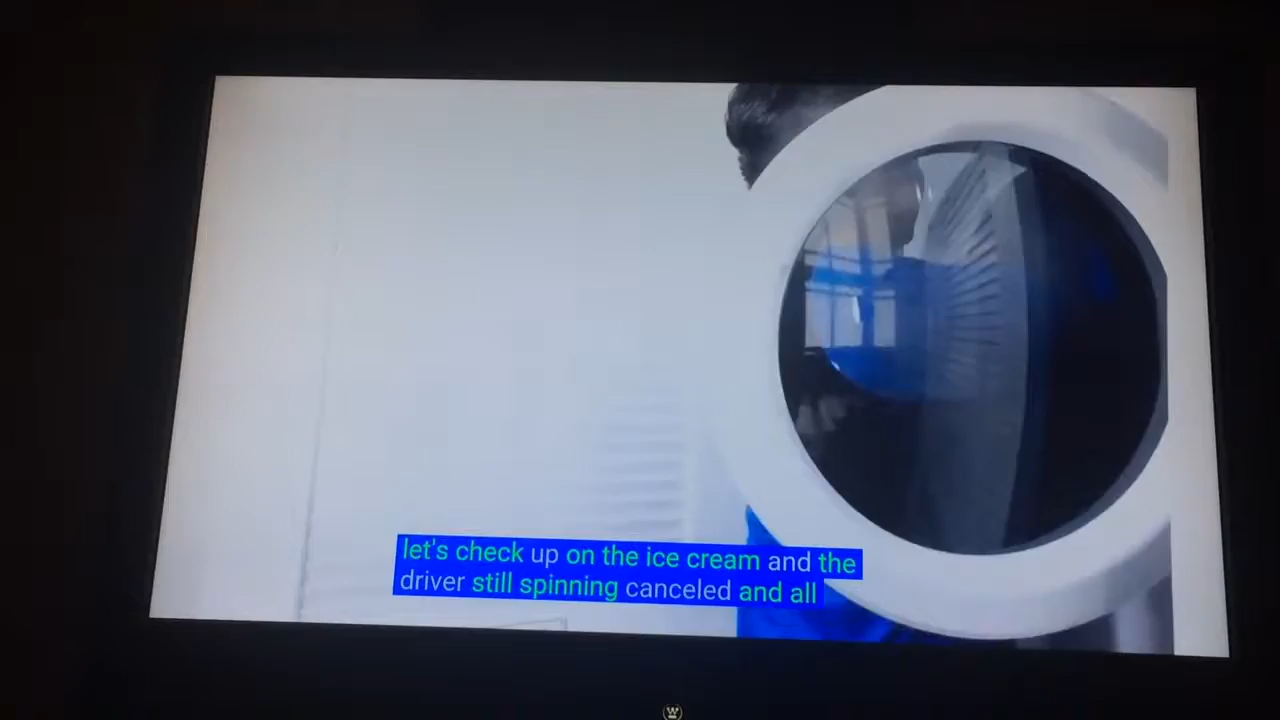 let's check up on the ice cream and the
driver still spinning canceled and all